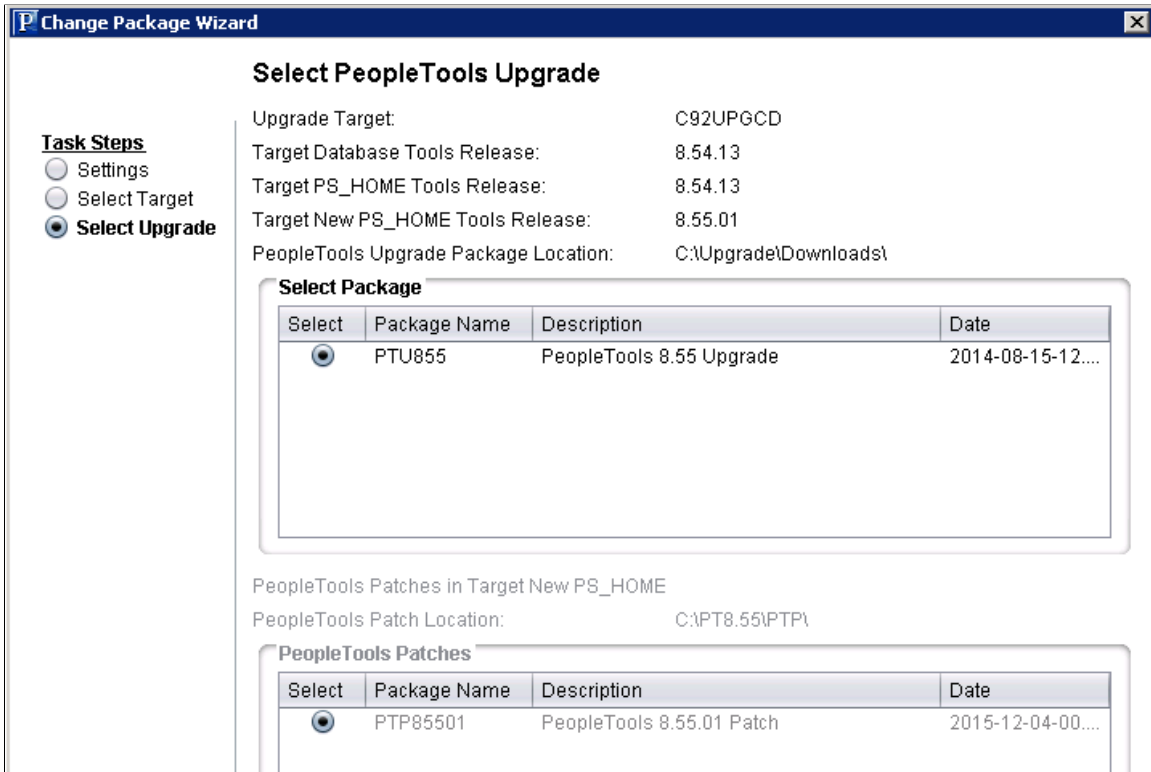 Change Package Wizard
Select PeopleTools Upgrade
Task Steps
Settings
Select Target
Select Upgrade
Upgrade Target: C92UPGCD
Target Database Tools Release: 8.54.13
Target PS_HOME Tools Release: 8.54.13
Target New PS_HOME Tools Release: 8.55.01
PeopleTools Upgrade Package Location: C:\Upgrade\Downloads\
Select Package
Select Package Name Description Date
PTU855 PeopleTools 8.55 Upgrade 2014-08-15-12....
PeopleTools Patches in Target New PS_HOME
PeopleTools Patch Location: C:\PT8.55\PTP\
PeopleTools Patches
Select Package Name Description Date
PTP85501 PeopleTools 8.55.01 Patch 2015-12-04-00....